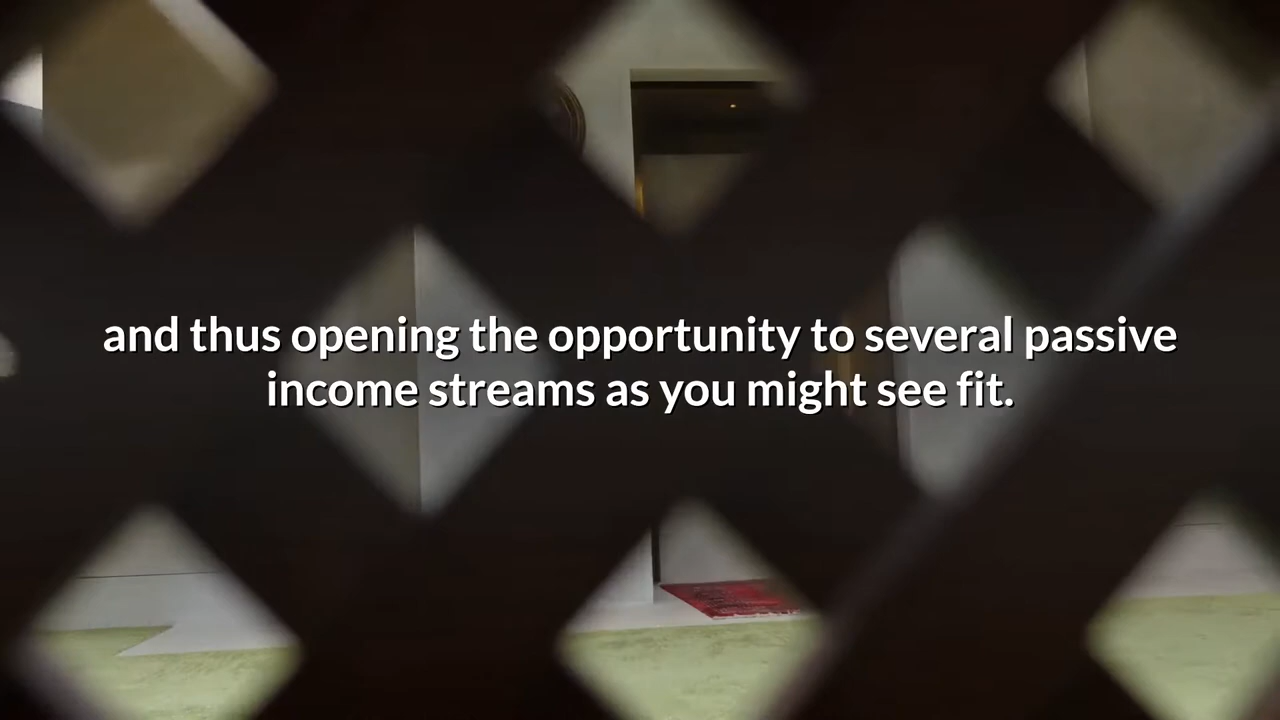 and thus opening the opportunity to several passive
income streams as you might see fit.